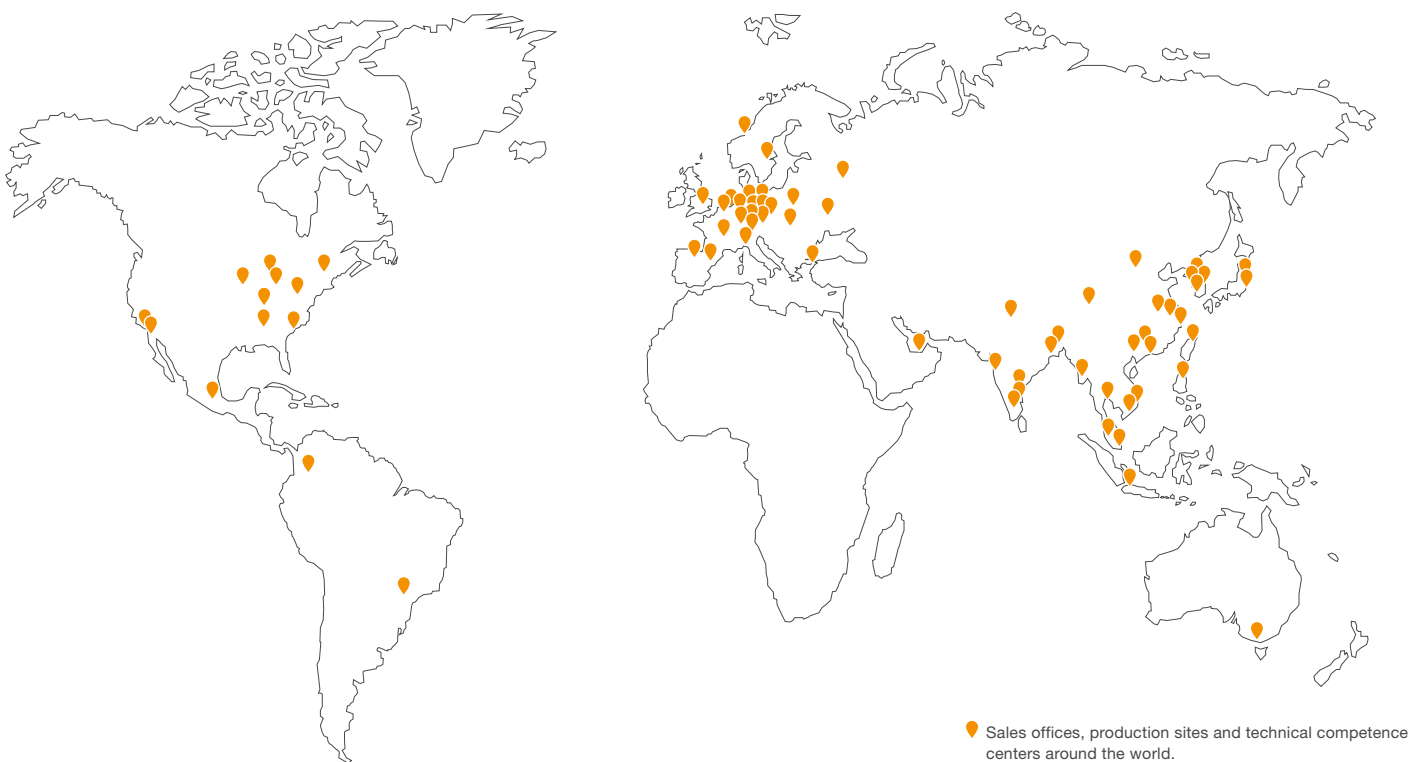 Sales offices, production sites and technical competence
centers around the world.